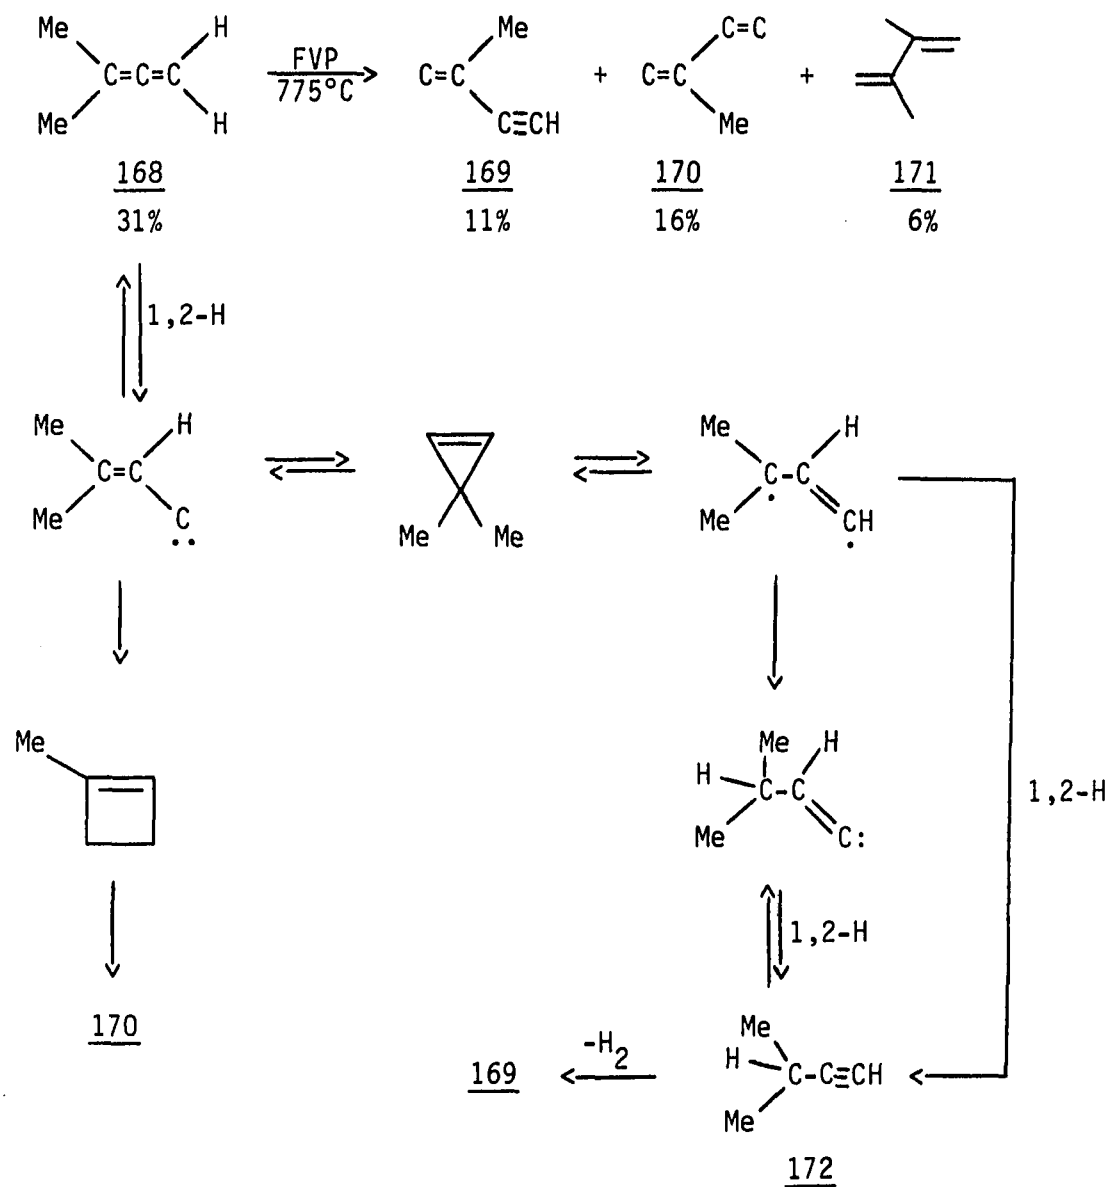 Me H Me C=C
C=C=C FVP C=C + C=C +
775°C
Me H C≡CH Me
168 169 170 171
31% 11% 16% 6%
1,2-H
Me H Me H
C=C C-C
Me C Me Me Me CH
Me Me H
H C-C 1,2-H
Me C:
1,2-H
170 Me
-H2 H
169 C-C≡CH
Me
172